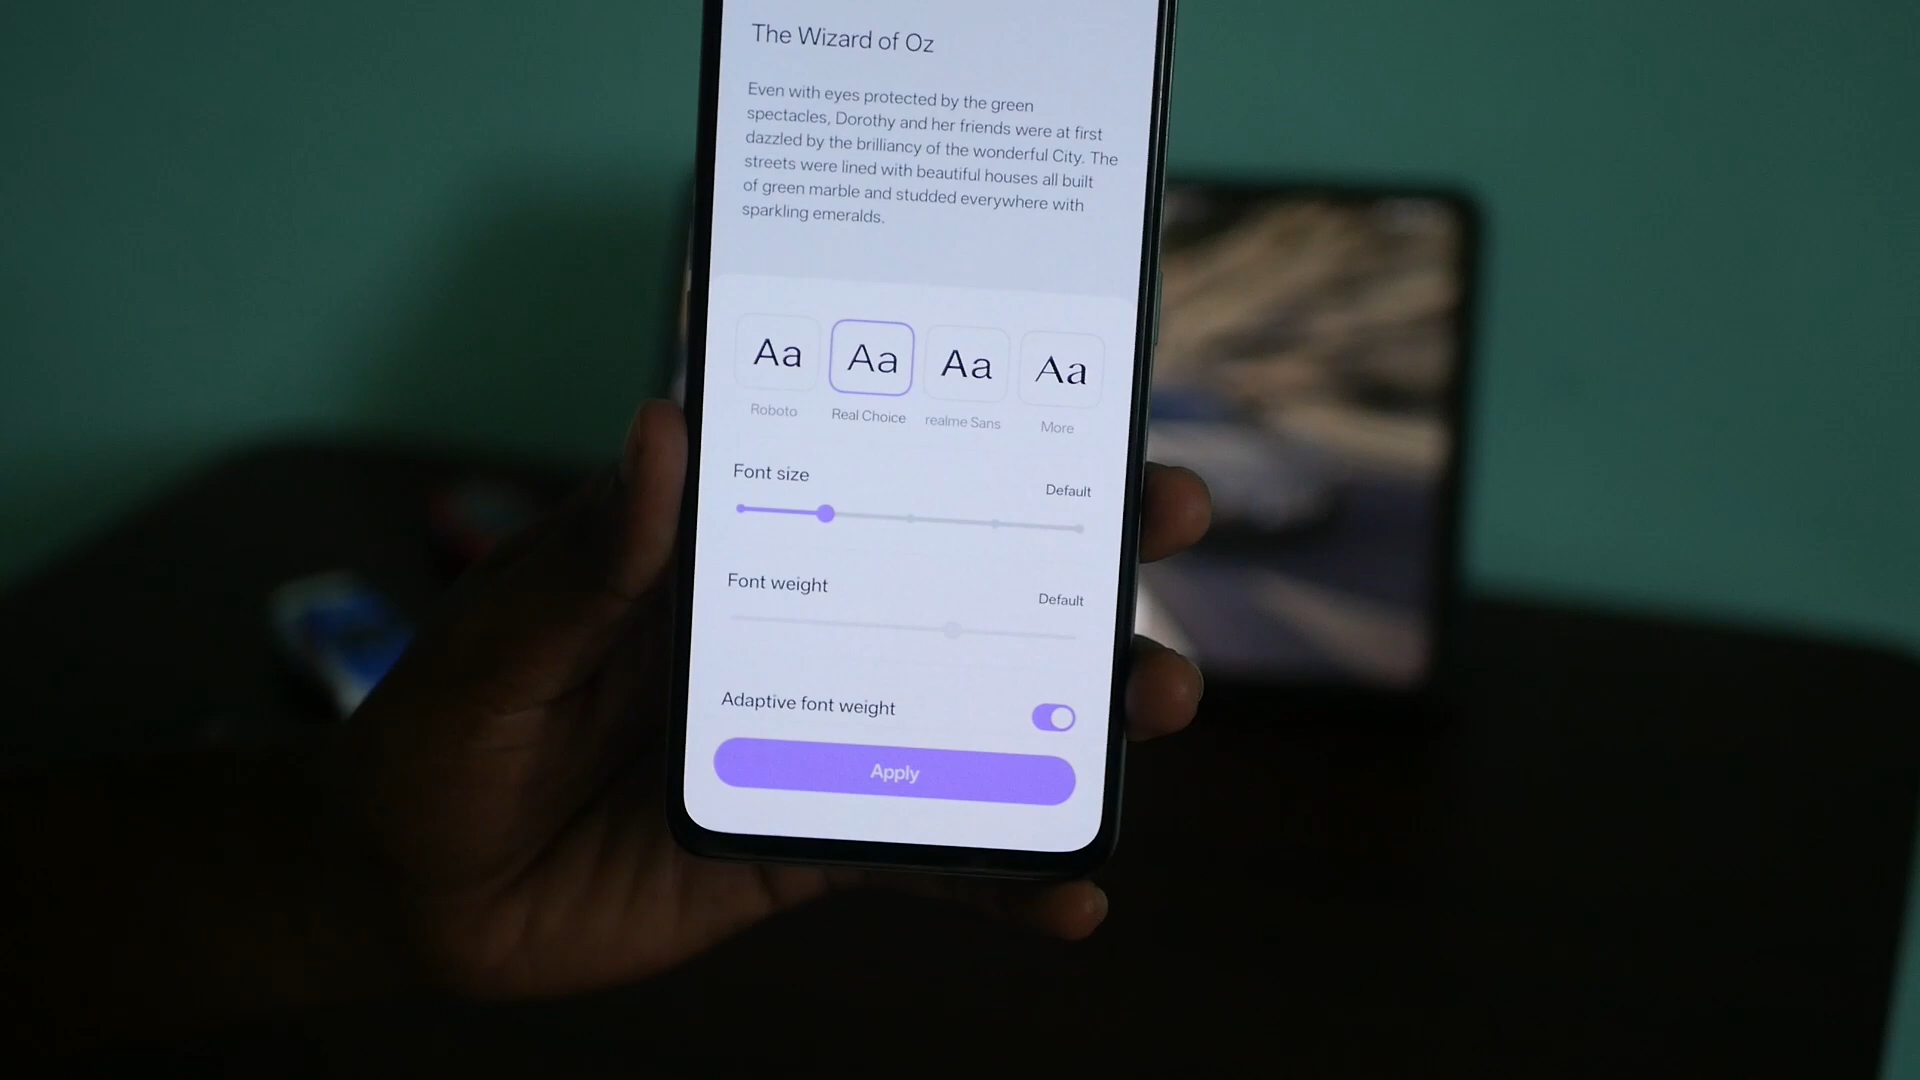 The Wizard of Oz
Even with eyes protected by the green
spectacles, Dorothy and her friends were at first
dazzled by the brilliancy of the wonderful City. The
streets were lined with beautiful houses all built
of green marble and studded everywhere with
sparkling emeralds.
Aa Aa Aa Aa
Roboto Real Choice realme Sans More
Font size Default
Font weight Default
Adaptive font weight
Apply